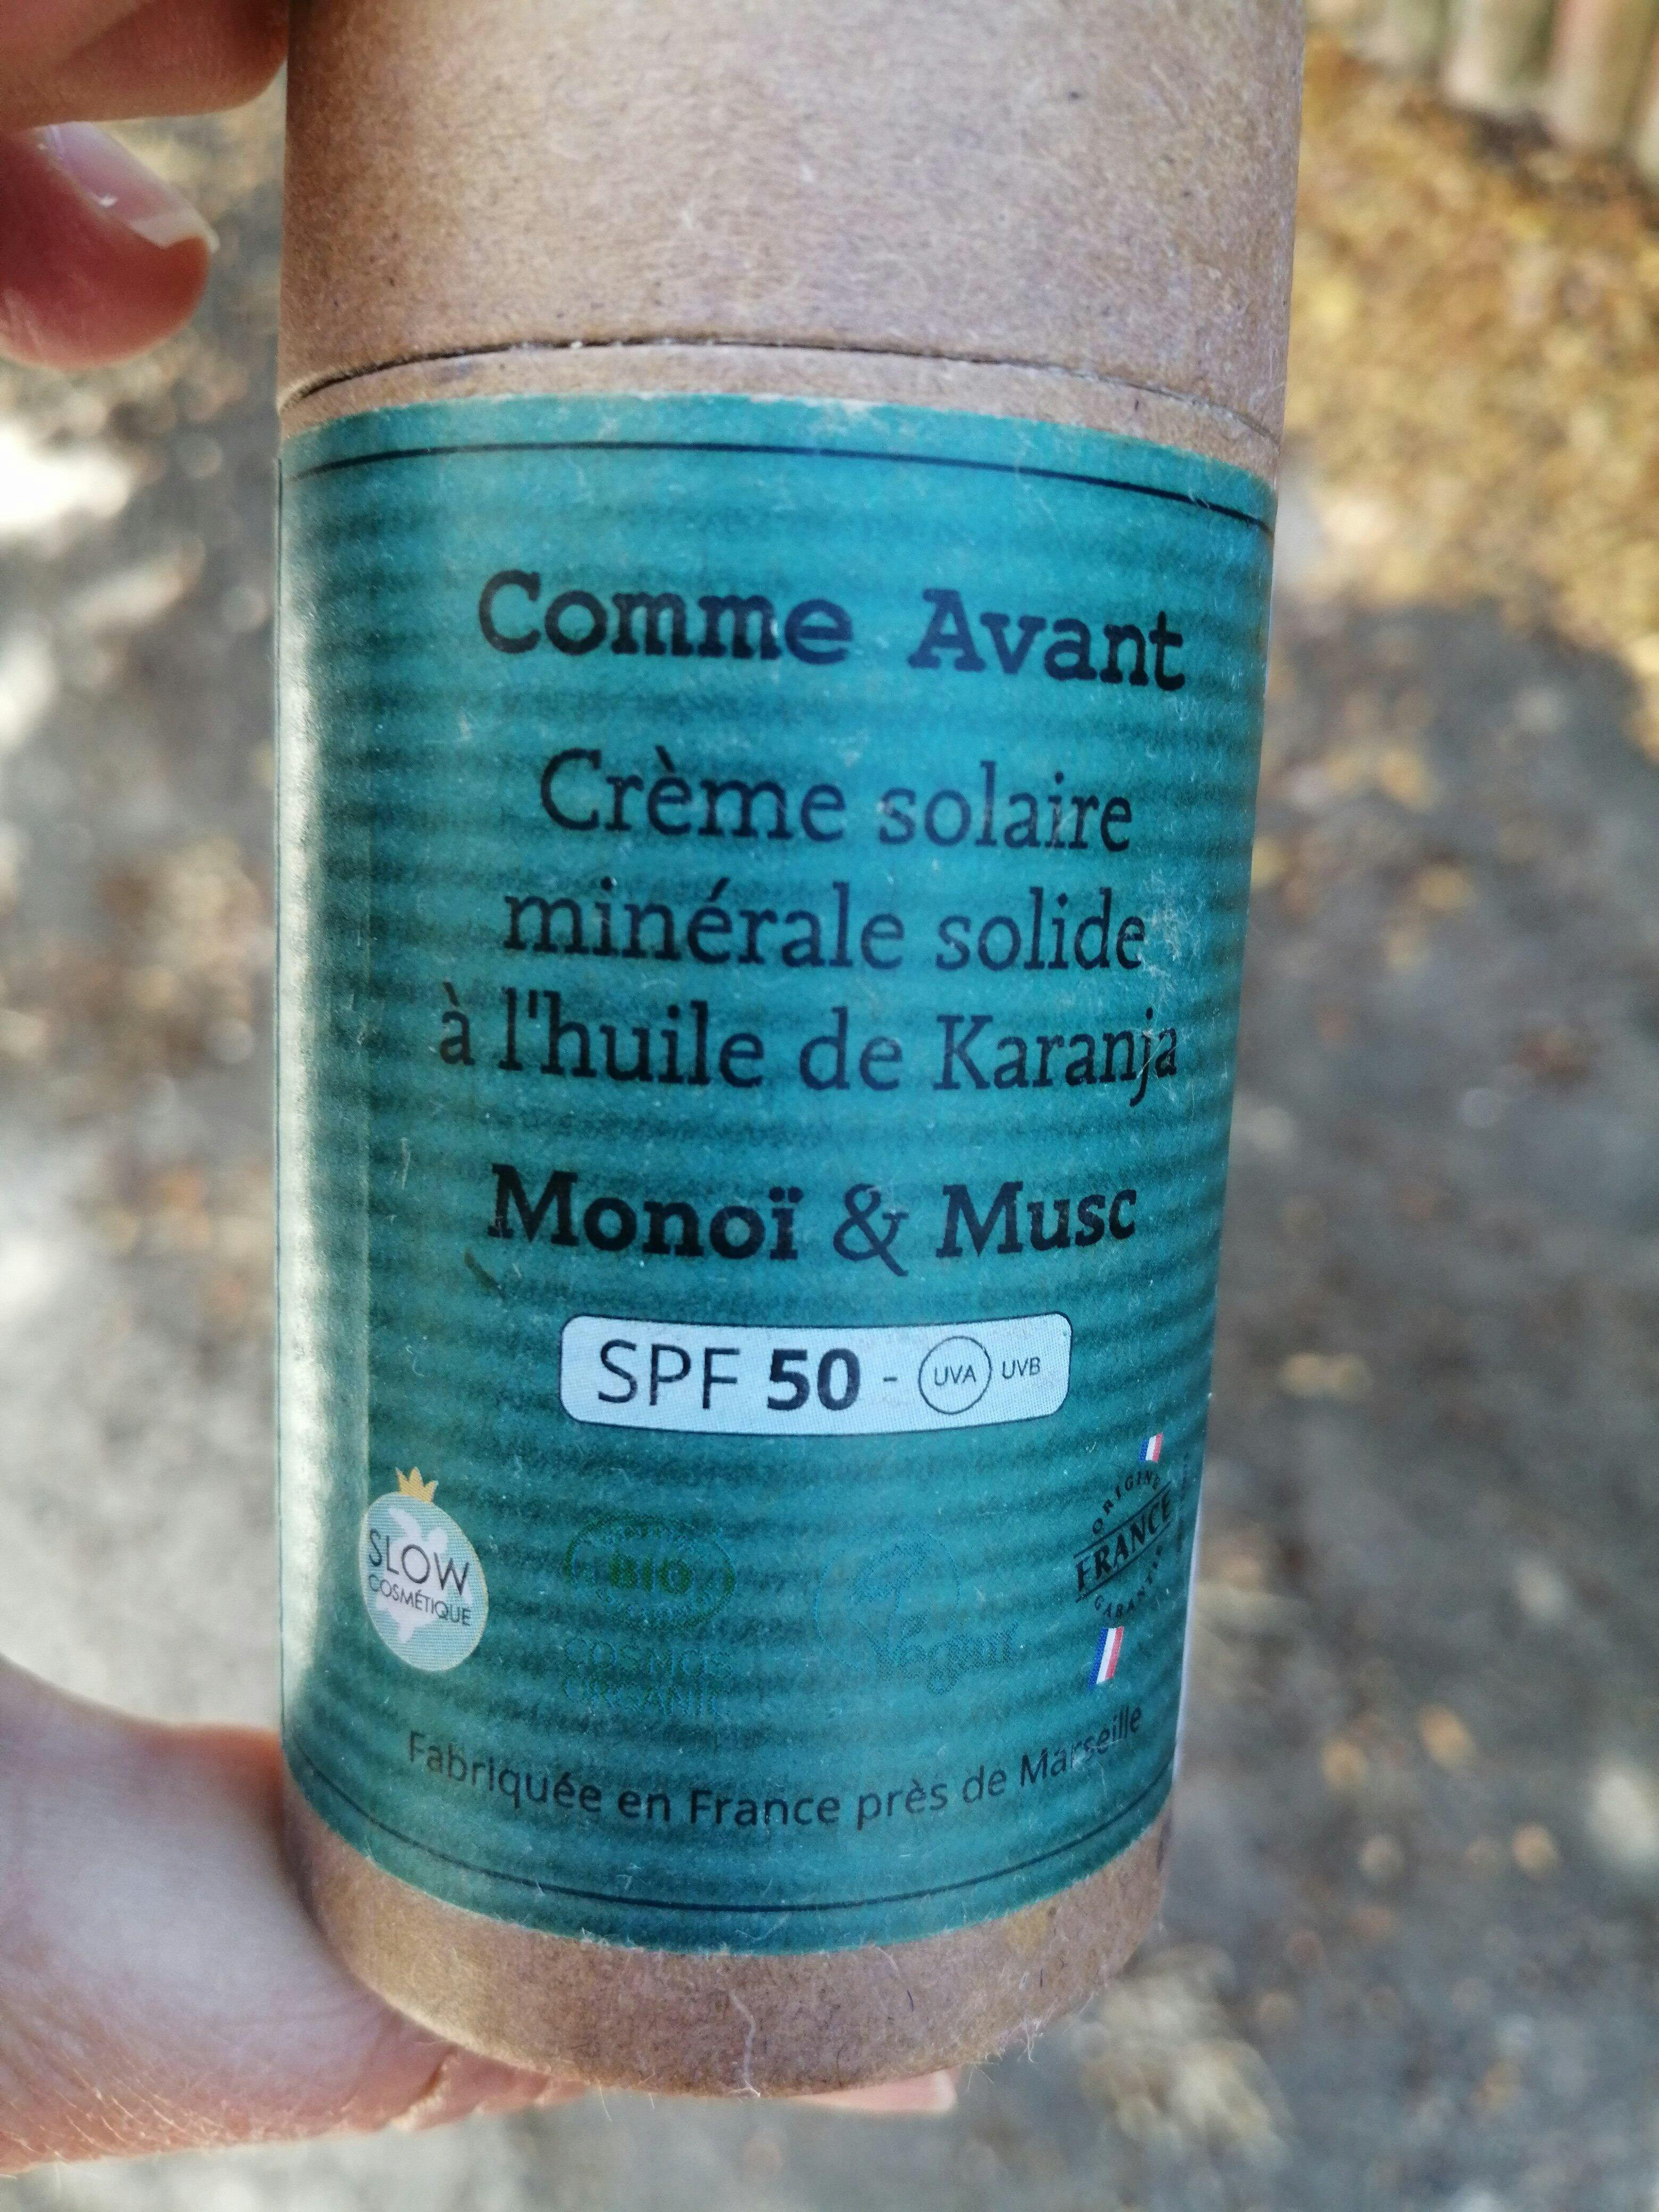 Comme Avant
Crème solaire
minérale solide
à l'huile de Karanja
Monoï & Musc
SPF 50 - UVA UVB
SLOW
COSMÉTIQUE
BIO
COSMOS
ORGANIC
Vegan
ORIGINE
FRANCE
GARANTIE
Fabriquée en France près de Marseille